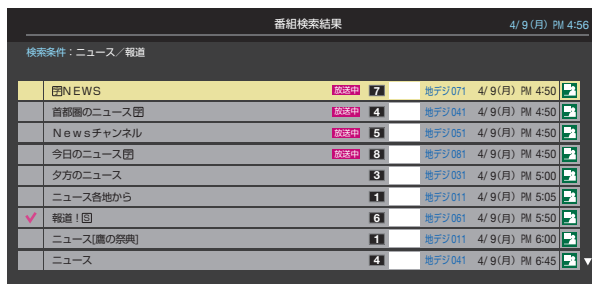 番組検索結果 4/ 9(月) PM 4:56
検索条件：ニュース／報道
字NEWS 放送中 7 地デジ071 4/ 9(月) PM 4:50
首都圏のニュース字 放送中 4 地デジ041 4/ 9(月) PM 4:50
Newsチャンネル 放送中 5 地デジ051 4/ 9(月) PM 4:50
今日のニュース字 放送中 8 地デジ081 4/ 9(月) PM 4:50
夕方のニュース 3 地デジ031 4/ 9(月) PM 5:00
ニュース各地から 1 地デジ011 4/ 9(月) PM 5:05
報道！S 6 地デジ061 4/ 9(月) PM 5:50
ニュース[鷹の祭典] 1 地デジ011 4/ 9(月) PM 6:00
ニュース 4 地デジ041 4/ 9(月) PM 6:45